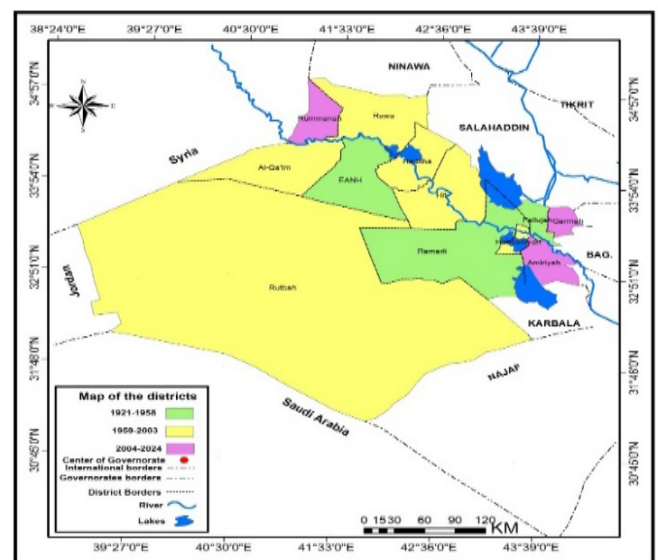 38°24'0"E 39°27'0"E 40°30'0"E 41°33'0"E 42°36'0"E 43°39'0"E
34°57'0"N
33°54'0"N
32°51'0"N
31°48'0"N
30°45'0"N
34°57'0"N
33°54'0"N
32°51'0"N
31°48'0"N
30°45'0"N
N
NINAWA
TIKRIT
SALAHADDIN
Rummaneh
Rawa
Syria
Al-Qa'im
EANH
Haditha
Hit
Fallujah
Garmah
BAG.
Ramadi
Amiriyah
Jordan
Rutbah
KARBALA
NAJAF
Saudi Arabia
Map of the districts
1921-1958
1959-2003
2004-2024
Center of Governorate
International borders
Governorates borders
District Borders
River
Lakes
0 15 30 60 90 120 KM
39°27'0"E 40°30'0"E 41°33'0"E 42°36'0"E 43°39'0"E